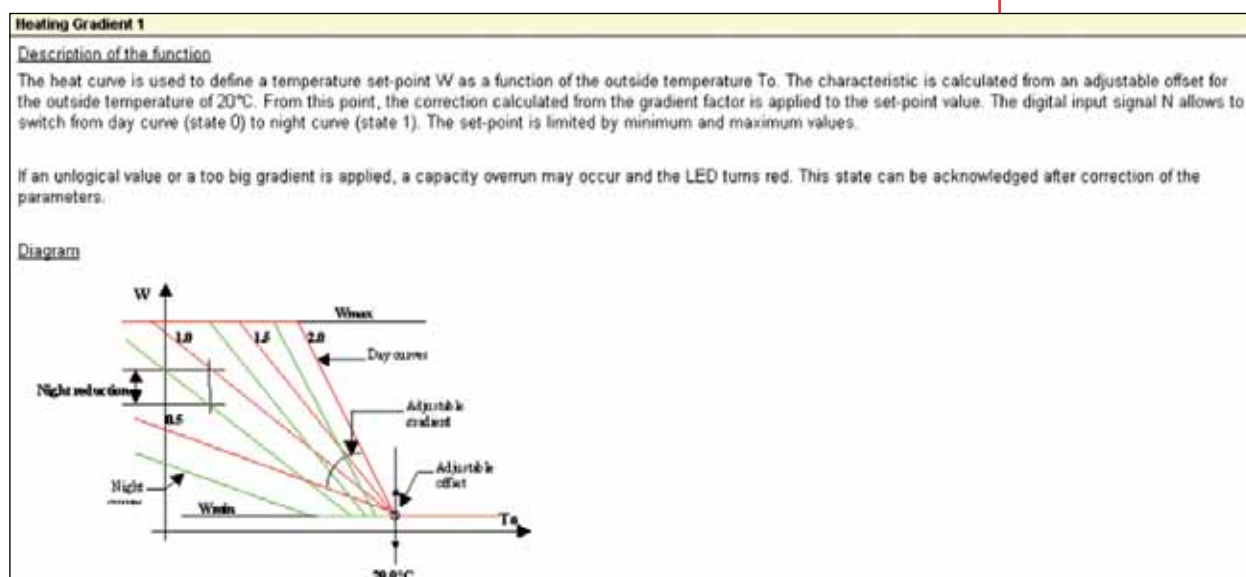 Heating Gradient 1
Description of the function
The heat curve is used to define a temperature set-point W as a function of the outside temperature To. The characteristic is calculated from an adjustable offset for
the outside temperature of 20°C. From this point, the correction calculated from the gradient factor is applied to the set-point value. The digital input signal N allows to
switch from day curve (state 0) to night curve (state 1). The set-point is limited by minimum and maximum values.
If an unlogical value or a too big gradient is applied, a capacity overrun may occur and the LED turns red. This state can be acknowledged after correction of the
parameters.
Diagram
W
Wmax
1.0
1.5
2.0
Day curves
Night reduction
Adjustable
gradient
0.5
Adjustable
offset
Night
Wmin
To
20.0°C